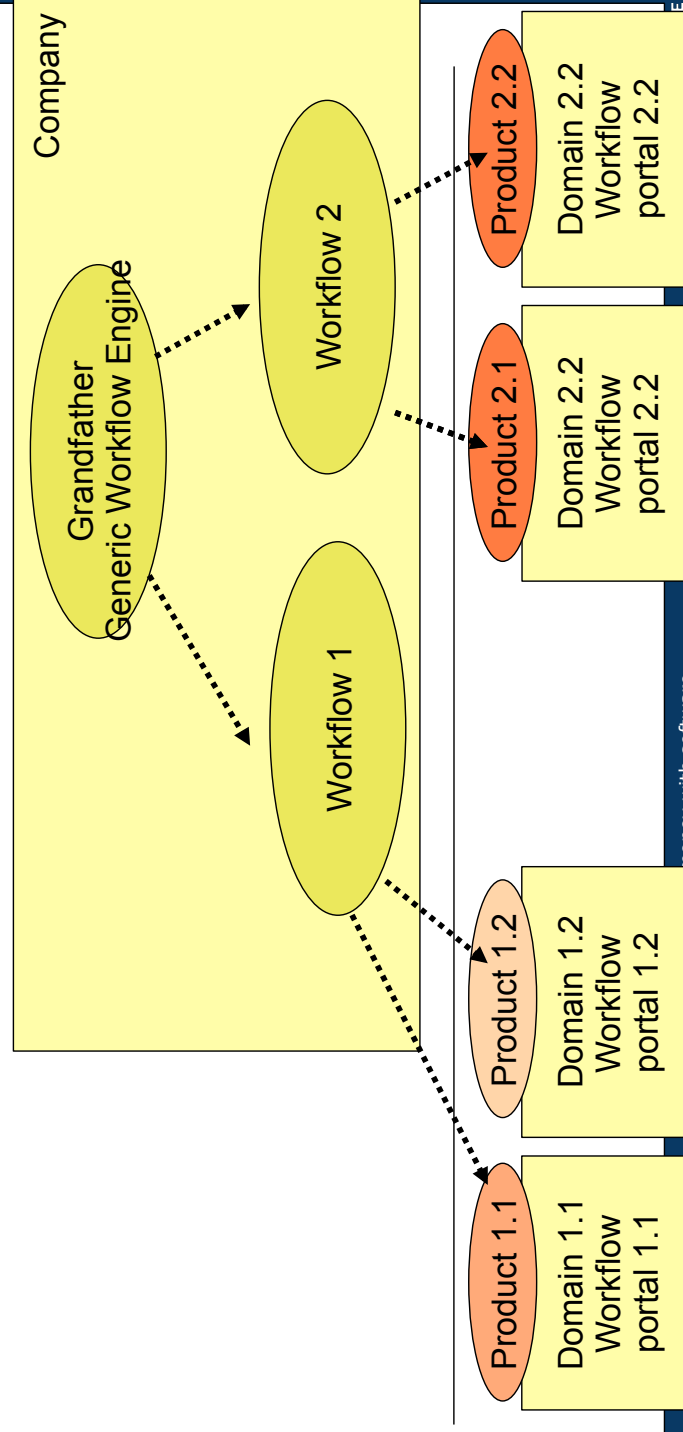 Company
Grandfather
Generic Workflow Engine
Workflow 1
Workflow 2
Product 1.1
Domain 1.1
Workflow
portal 1.1
Product 1.2
Domain 1.2
Workflow
portal 1.2
Product 2.1
Domain 2.2
Workflow
portal 2.2
Product 2.2
Domain 2.2
Workflow
portal 2.2